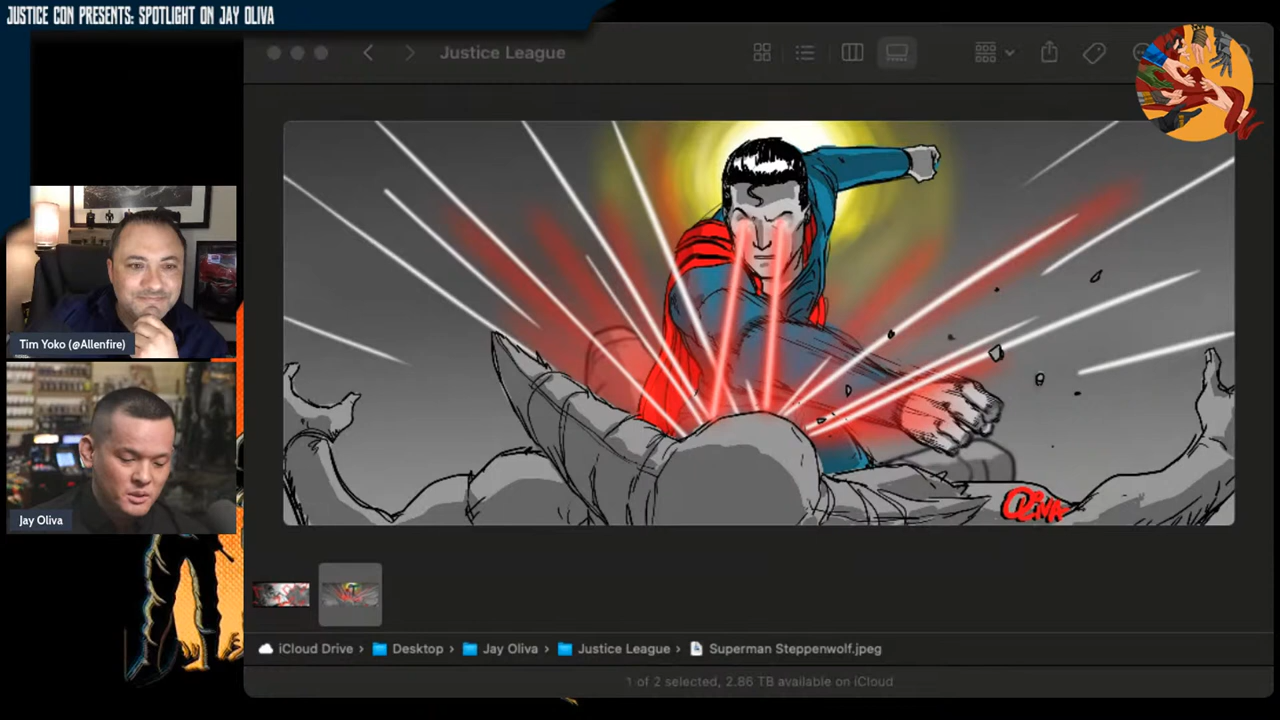 JUSTICE CON PRESENTS: SPOTLIGHT ON JAY OLIVA
Justice League
Tim Yoko (@Allenfire)
Jay Oliva
OLIVA
iCloud Drive › Desktop › Jay Oliva › Justice League › Superman Steppenwolf.jpeg
1 of 2 selected, 2.86 TB available on iCloud